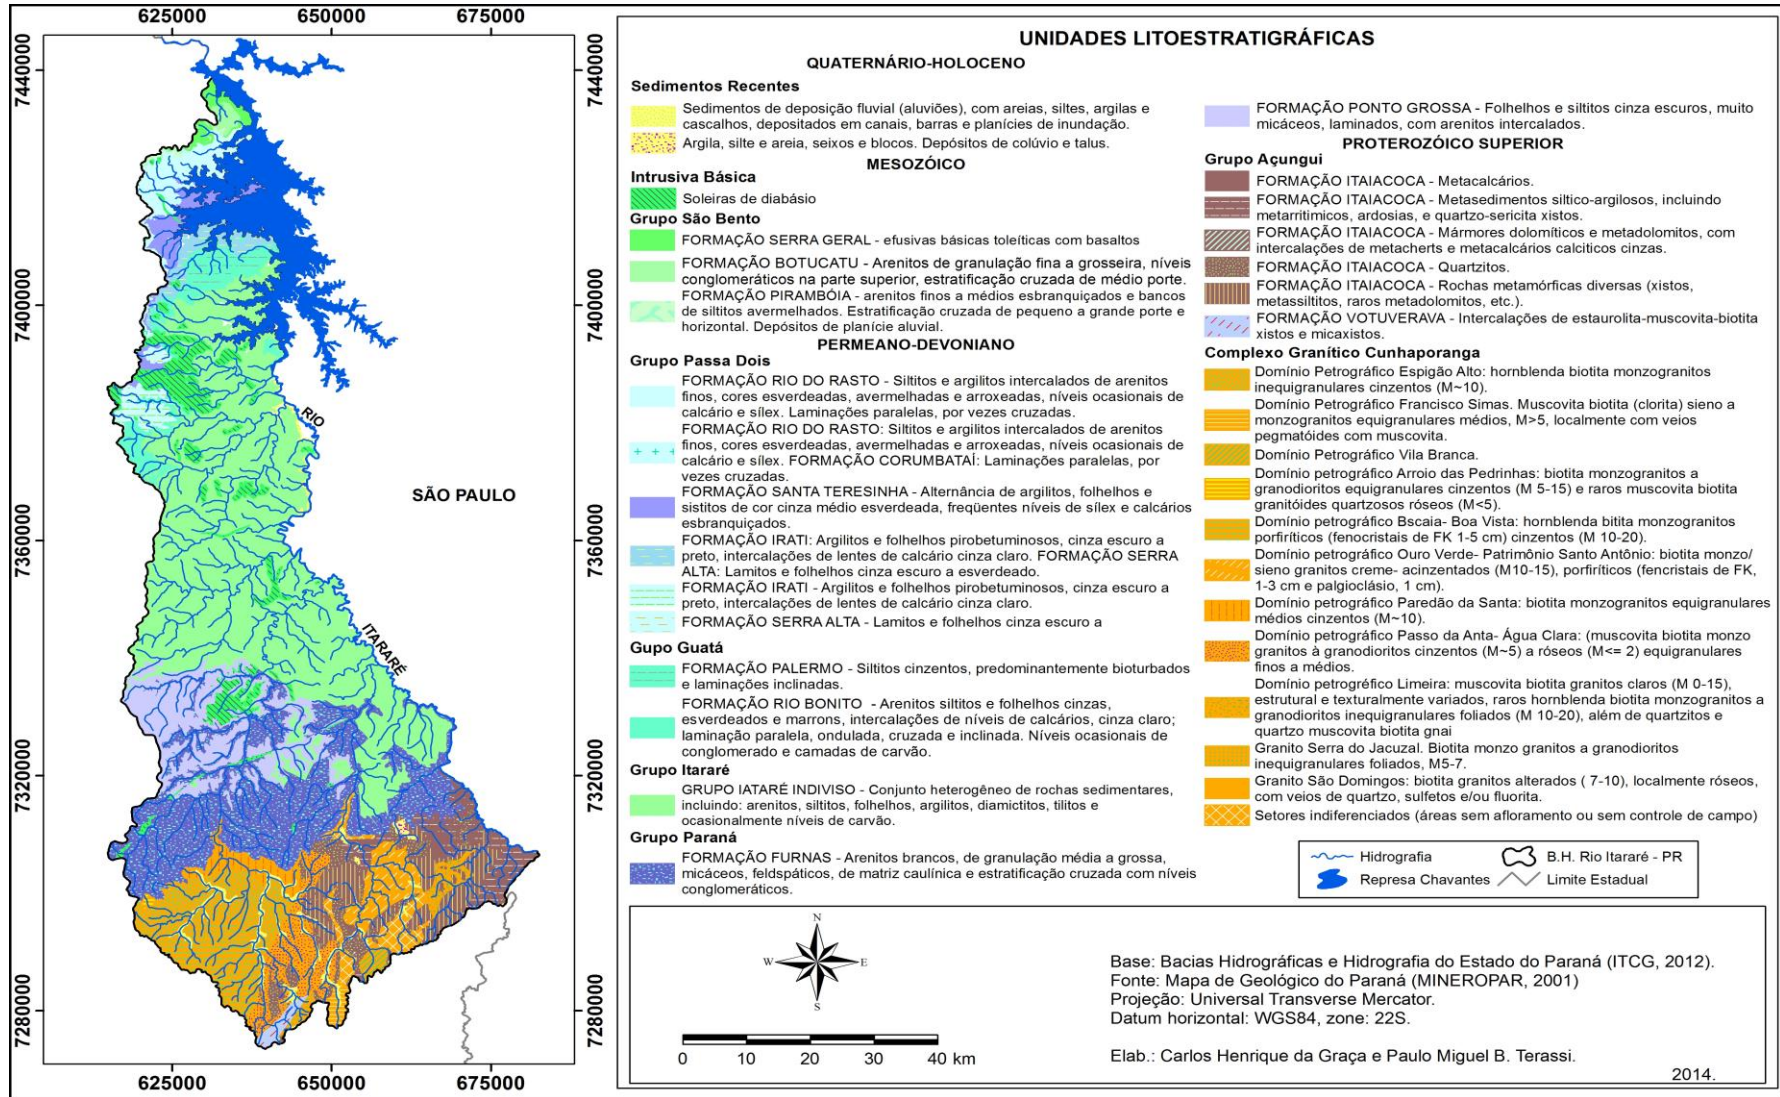 625000 650000 675000
7440000
7400000
7360000
7320000
7280000
7440000
7400000
7360000
7320000
7280000
RIO
ITARARÉ
SÃO PAULO
625000 650000 675000
UNIDADES LITOESTRATIGRÁFICAS
QUATERNÁRIO-HOLOCENO
Sedimentos Recentes
Sedimentos de deposição fluvial (aluviões), com areias, siltes, argilas e
cascalhos, depositados em canais, barras e planícies de inundação.
Argila, silte e areia, seixos e blocos. Depósitos de colúvio e talus.
MESOZÓICO
Intrusiva Básica
Soleiras de diabásio
Grupo São Bento
FORMAÇÃO SERRA GERAL - efusivas básicas toleíticas com basaltos
FORMAÇÃO BOTUCATU - Arenitos de granulação fina a grosseira, níveis
conglomeráticos na parte superior, estratificação cruzada de médio porte.
FORMAÇÃO PIRAMBÓIA - arenitos finos a médios esbranquiçados e bancos
de siltitos avermelhados. Estratificação cruzada de pequeno a grande porte e
horizontal. Depósitos de planície aluvial.
PERMEANO-DEVONIANO
Grupo Passa Dois
FORMAÇÃO RIO DO RASTO - Siltitos e argilitos intercalados de arenitos
finos, cores esverdeadas, avermelhadas e arroxeadas, níveis ocasionais de
calcário e sílex. Laminações paralelas, por vezes cruzadas.
FORMAÇÃO RIO DO RASTO: Siltitos e argilitos intercalados de arenitos
finos, cores esverdeadas, avermelhadas e arroxeadas, níveis ocasionais de
calcário e sílex. FORMAÇÃO CORUMBATAÍ: Laminações paralelas, por
vezes cruzadas.
FORMAÇÃO SANTA TERESINHA - Alternância de argilitos, folhelhos e
sistitos de cor cinza médio esverdeada, freqüentes níveis de sílex e calcários
esbranquiçados.
FORMAÇÃO IRATI: Argilitos e folhelhos pirobetuminosos, cinza escuro a
preto, intercalações de lentes de calcário cinza claro. FORMAÇÃO SERRA
ALTA: Lamitos e folhelhos cinza escuro a esverdeado.
FORMAÇÃO IRATI - Argilitos e folhelhos pirobetuminosos, cinza escuro a
preto, intercalações de lentes de calcário cinza claro.
FORMAÇÃO SERRA ALTA - Lamitos e folhelhos cinza escuro a
Gupo Guatá
FORMAÇÃO PALERMO - Siltitos cinzentos, predominantemente bioturbados
e laminações inclinadas.
FORMAÇÃO RIO BONITO - Arenitos siltitos e folhelhos cinzas,
esverdeados e marrons, intercalações de níveis de calcários, cinza claro;
laminação paralela, ondulada, cruzada e inclinada. Níveis ocasionais de
conglomerado e camadas de carvão.
Grupo Itararé
GRUPO IATARÉ INDIVISO - Conjunto heterogêneo de rochas sedimentares,
incluindo: arenitos, siltitos, folhelhos, argilitos, diamictitos, tilitos e
ocasionalmente níveis de carvão.
Grupo Paraná
FORMAÇÃO FURNAS - Arenitos brancos, de granulação média a grossa,
micáceos, feldspáticos, de matriz caulínica e estratificação cruzada com níveis
conglomeráticos.
FORMAÇÃO PONTO GROSSA - Folhelhos e siltitos cinza escuros, muito
micáceos, laminados, com arenitos intercalados.
PROTEROZÓICO SUPERIOR
Grupo Açungui
FORMAÇÃO ITAIACOCA - Metacalcários.
FORMAÇÃO ITAIACOCA - Metasedimentos siltico-argilosos, incluindo
metarritimicos, ardosias, e quartzo-sericita xistos.
FORMAÇÃO ITAIACOCA - Mármores dolomíticos e metadolomitos, com
intercalações de metacherts e metacalcários calciticos cinzas.
FORMAÇÃO ITAIACOCA - Quartzitos.
FORMAÇÃO ITAIACOCA - Rochas metamórficas diversas (xistos,
metassiltitos, raros metadolomitos, etc.).
FORMAÇÃO VOTUVERAVA - Intercalações de estaurolita-muscovita-biotita
xistos e micaxistos.
Complexo Granítico Cunhaporanga
Domínio Petrográfico Espigão Alto: hornblenda biotita monzogranitos
inequigranulares cinzentos (M~10).
Domínio Petrográfico Francisco Simas. Muscovita biotita (clorita) sieno a
monzogranitos equigranulares médios, M>5, localmente com veios
pegmatóides com muscovita.
Domínio Petrográfico Vila Branca.
Domínio petrográfico Arroio das Pedrinhas: biotita monzogranitos a
granodioritos equigranulares cinzentos (M 5-15) e raros muscovita biotita
granitóides quartzosos róseos (M<5).
Domínio petrográfico Bscaia- Boa Vista: hornblenda bitita monzogranitos
porfiríticos (fenocristais de FK 1-5 cm) cinzentos (M 10-20).
Domínio petrográfico Ouro Verde- Patrimônio Santo Antônio: biotita monzo/
sieno granitos creme- acinzentados (M10-15), porfiríticos (fencristais de FK,
1-3 cm e palgioclásio, 1 cm).
Domínio petrográfico Paredão da Santa: biotita monzogranitos equigranulares
médios cinzentos (M~10).
Domínio petrográfico Passo da Anta- Água Clara: (muscovita biotita monzo
granitos à granodioritos cinzentos (M~5) a róseos (M<= 2) equigranulares
finos a médios.
Domínio petrogréfico Limeira: muscovita biotita granitos claros (M 0-15),
estrutural e texturalmente variados, raros hornblenda biotita monzogranitos a
granodioritos inequigranulares foliados (M 10-20), além de quartzitos e
quartzo muscovita biotita gnai
Granito Serra do Jacuzal. Biotita monzo granitos a granodioritos
inequigranulares foliados, M5-7.
Granito São Domingos: biotita granitos alterados ( 7-10), localmente róseos,
com veios de quartzo, sulfetos e/ou fluorita.
Setores indiferenciados (áreas sem afloramento ou sem controle de campo)
Hidrografia
B.H. Rio Itararé - PR
Represa Chavantes
Limite Estadual
N
W E
S
0 10 20 30 40 km
Base: Bacias Hidrográficas e Hidrografia do Estado do Paraná (ITCG, 2012).
Fonte: Mapa de Geológico do Paraná (MINEROPAR, 2001)
Projeção: Universal Transverse Mercator.
Datum horizontal: WGS84, zone: 22S.
Elab.: Carlos Henrique da Graça e Paulo Miguel B. Terassi.
2014.